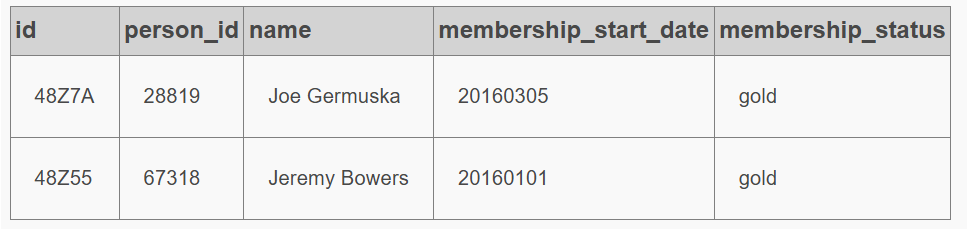 id person_id name membership_start_date membership_status
48Z7A 28819 Joe Germuska 20160305 gold
48Z55 67318 Jeremy Bowers 20160101 gold